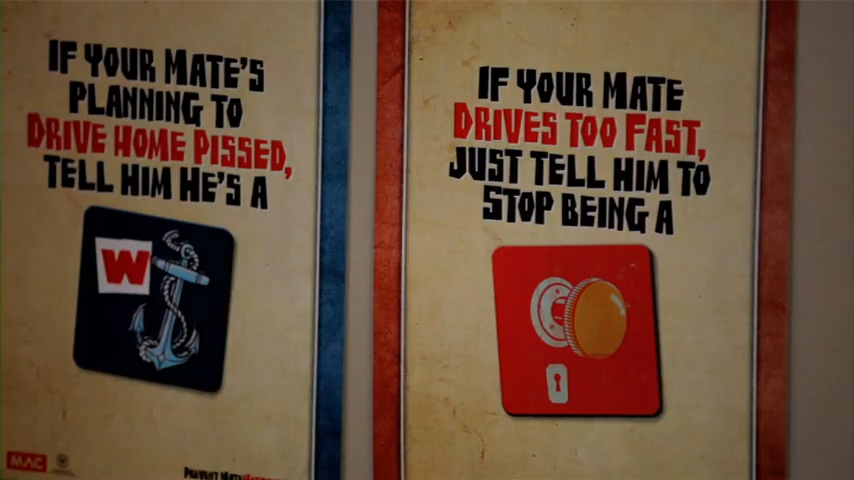 IF YOUR MATE'S
PLANNING TO
DRIVE HOME PISSED,
TELL HIM HE'S A
W
MAC
IF YOUR MATE
DRIVES TOO FAST,
JUST TELL HIM TO
STOP BEING A